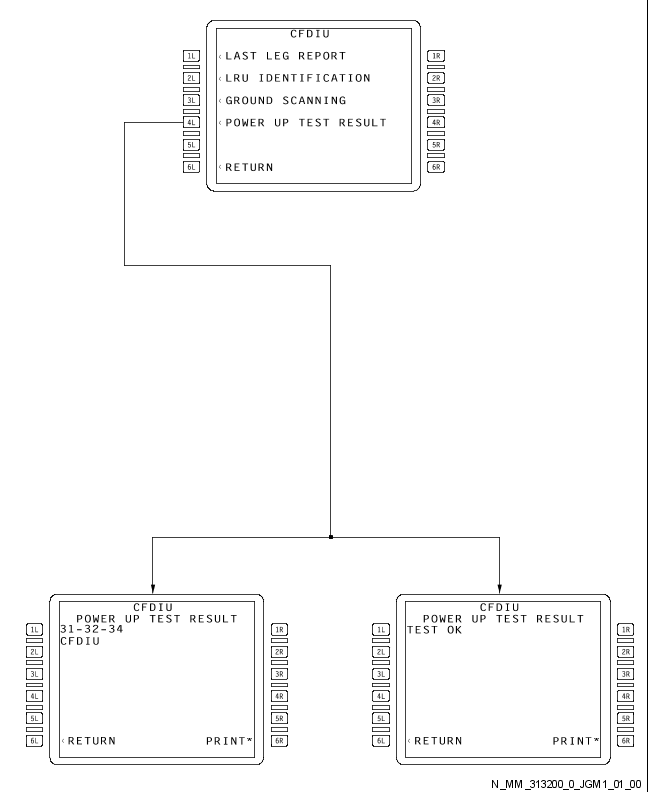 CFDIU
1L <LAST LEG REPORT 1R
2L <LRU IDENTIFICATION 2R
3L <GROUND SCANNING 3R
4L <POWER UP TEST RESULT 4R
5L 5R
6L <RETURN 6R
CFDIU
POWER UP TEST RESULT
1L 31-32-34 1R
CFDIU
2L 2R
3L 3R
4L 4R
5L 5R
6L <RETURN PRINT* 6R
CFDIU
POWER UP TEST RESULT
1L TEST OK 1R
2L 2R
3L 3R
4L 4R
5L 5R
6L <RETURN PRINT* 6R
N_MM_313200_0_JGM1_01_00